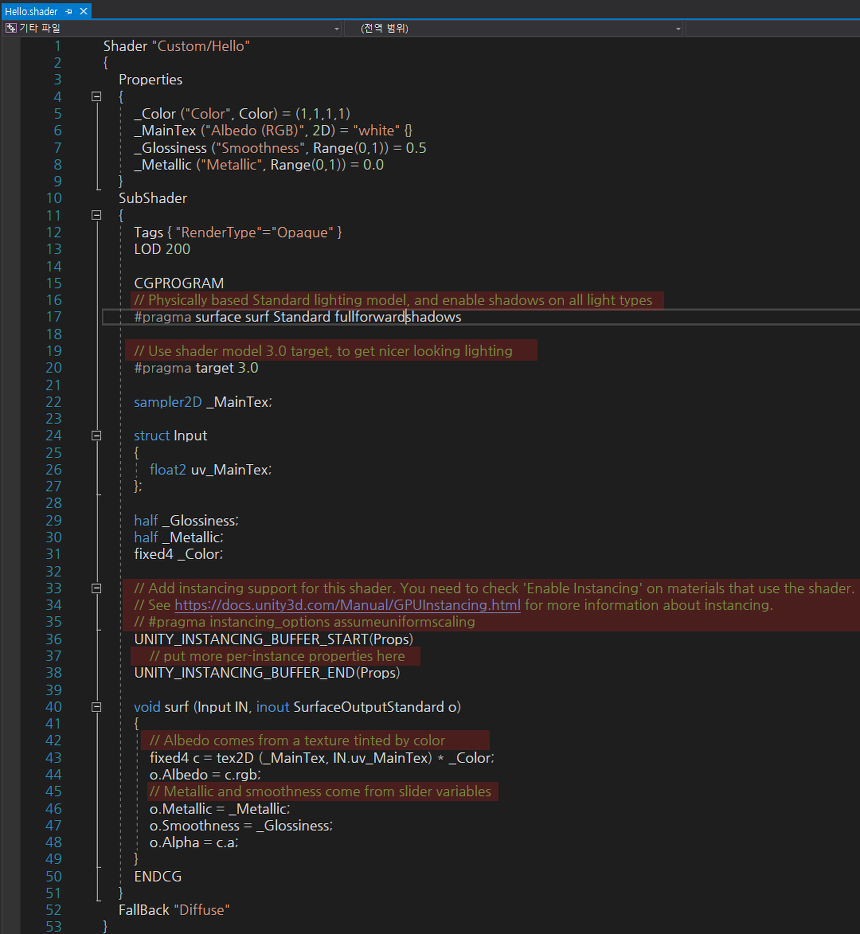 Hello.shader
기타 파일 (전역 범위)
1 Shader "Custom/Hello"
2 {
3 Properties
4 {
5 _Color ("Color", Color) = (1,1,1,1)
6 _MainTex ("Albedo (RGB)", 2D) = "white" {}
7 _Glossiness ("Smoothness", Range(0,1)) = 0.5
8 _Metallic ("Metallic", Range(0,1)) = 0.0
9 }
10 SubShader
11 {
12 Tags { "RenderType"="Opaque" }
13 LOD 200
14
15 CGPROGRAM
16 // Physically based Standard lighting model, and enable shadows on all light types
17 #pragma surface surf Standard fullforwardshadows
18
19 // Use shader model 3.0 target, to get nicer looking lighting
20 #pragma target 3.0
21
22 sampler2D _MainTex;
23
24 struct Input
25 {
26 float2 uv_MainTex;
27 };
28
29 half _Glossiness;
30 half _Metallic;
31 fixed4 _Color;
32
33 // Add instancing support for this shader. You need to check 'Enable Instancing' on materials that use the shader.
34 // See https://docs.unity3d.com/Manual/GPUInstancing.html for more information about instancing.
35 // #pragma instancing_options assumeuniformscaling
36 UNITY_INSTANCING_BUFFER_START(Props)
37 // put more per-instance properties here
38 UNITY_INSTANCING_BUFFER_END(Props)
39
40 void surf (Input IN, inout SurfaceOutputStandard o)
41 {
42 // Albedo comes from a texture tinted by color
43 fixed4 c = tex2D (_MainTex, IN.uv_MainTex) * _Color;
44 o.Albedo = c.rgb;
45 // Metallic and smoothness come from slider variables
46 o.Metallic = _Metallic;
47 o.Smoothness = _Glossiness;
48 o.Alpha = c.a;
49 }
50 ENDCG
51 }
52 FallBack "Diffuse"
53 }